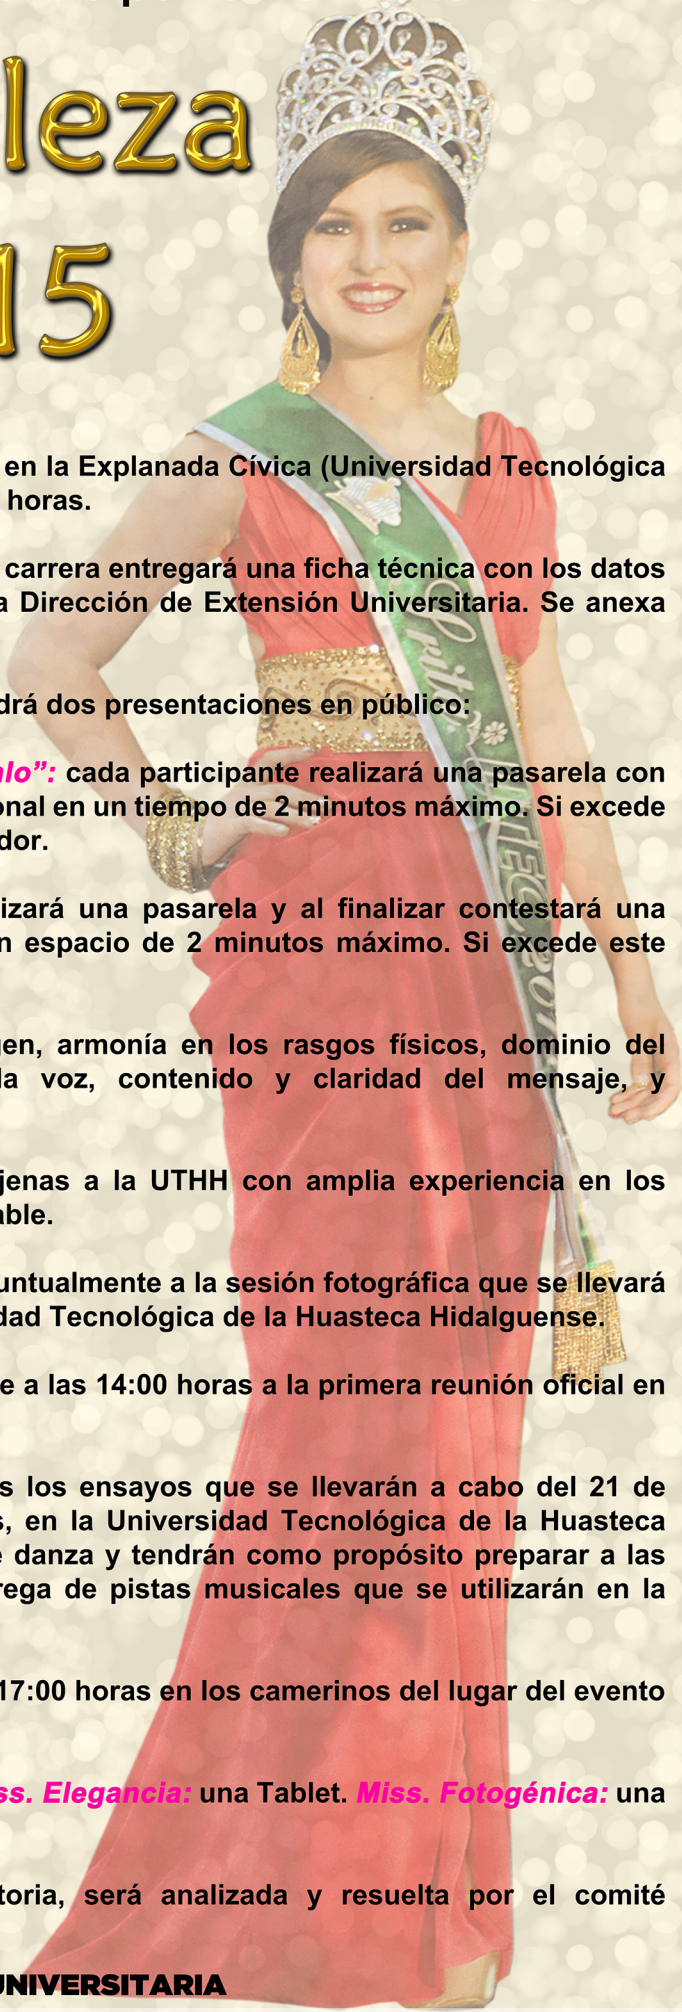 leza
15
en la Explanada Cívica (Universidad Tecnológica
horas.
carrera entregará una ficha técnica con los datos
a Dirección de Extensión Universitaria. Se anexa
drá dos presentaciones en público:
alo”: cada participante realizará una pasarela con
onal en un tiempo de 2 minutos máximo. Si excede
dor.
izará una pasarela y al finalizar contestará una
n espacio de 2 minutos máximo. Si excede este
gen, armonía en los rasgos físicos, dominio del
la voz, contenido y claridad del mensaje, y
jenas a la UTHH con amplia experiencia en los
able.
untualmente a la sesión fotográfica que se llevará
dad Tecnológica de la Huasteca Hidalguense.
e a las 14:00 horas a la primera reunión oficial en
s los ensayos que se llevarán a cabo del 21 de
s, en la Universidad Tecnológica de la Huasteca
e danza y tendrán como propósito preparar a las
rega de pistas musicales que se utilizarán en la
17:00 horas en los camerinos del lugar del evento
ss. Elegancia: una Tablet. Miss. Fotogénica: una
toria, será analizada y resuelta por el comité
UNIVERSITARIA